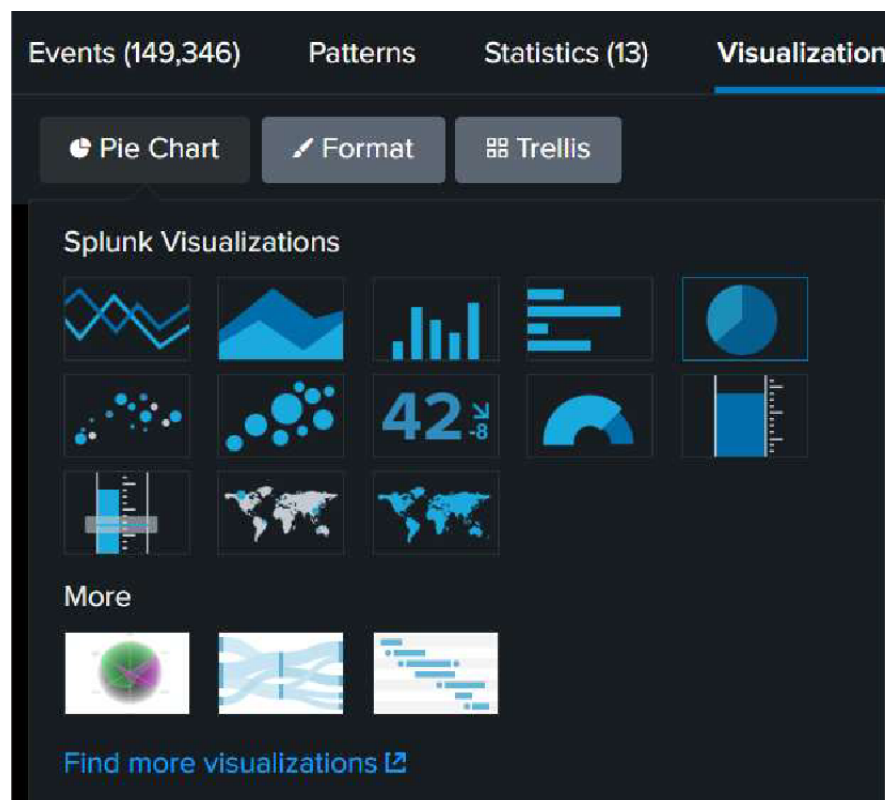 Events (149,346) Patterns Statistics (13) Visualization
Pie Chart Format Trellis
Splunk Visualizations
42 -8
More
Find more visualizations